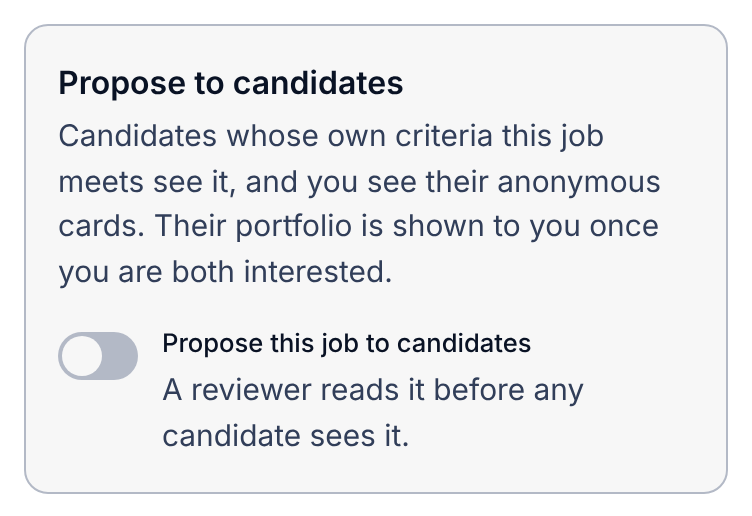 Propose to candidates
Candidates whose own criteria this job
meets see it, and you see their anonymous
cards. Their portfolio is shown to you once
you are both interested.
Propose this job to candidates
A reviewer reads it before any
candidate sees it.